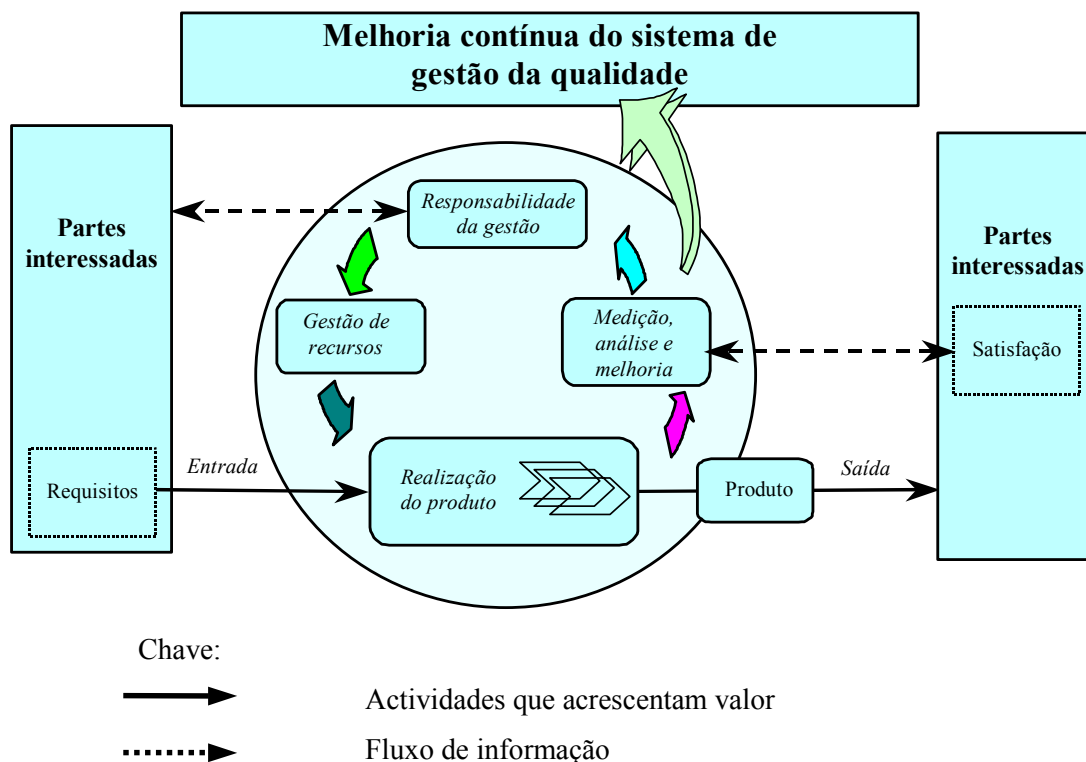 Melhoria contínua do sistema de
gestão da qualidade
Partes
interessadas
Responsabilidade
da gestão
Partes
interessadas
Gestão de
recursos
Medição,
análise e
melhoria
Satisfação
Requisitos
Entrada
Realização
do produto
Produto
Saída
Chave:
Actividades que acrescentam valor
Fluxo de informação